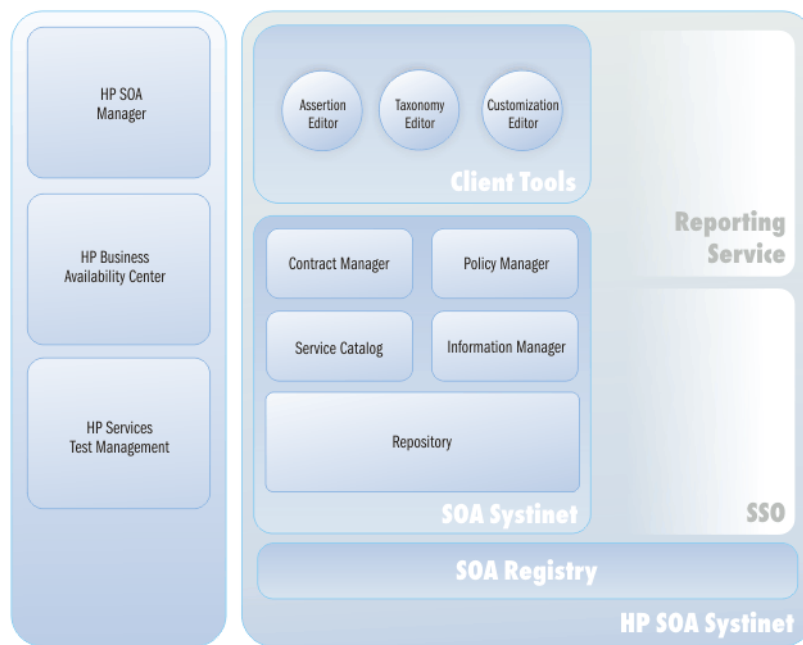 HP SOA
Manager
HP Business
Availability Center
HP Services
Test Management
Assertion
Editor
Taxonomy
Editor
Customization
Editor
Client Tools
Contract Manager
Policy Manager
Service Catalog
Information Manager
Repository
SOA Systinet
Reporting
Service
SSO
SOA Registry
HP SOA Systinet